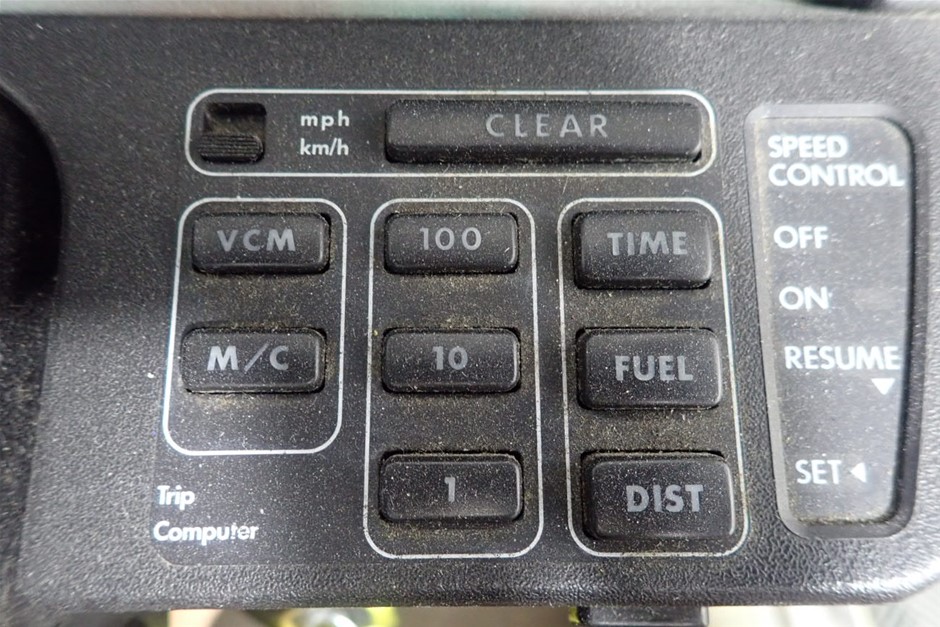 mph
km/h
CLEAR
VCM
M/C
Trip
Computer
100
10
1
TIME
FUEL
DIST
SPEED
CONTROL
OFF
ON
RESUME
SET